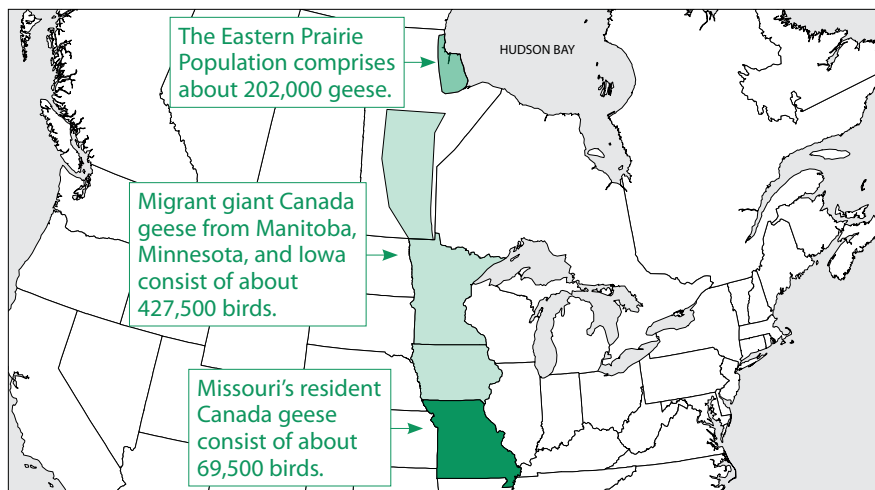 The Eastern Prairie
Population comprises
about 202,000 geese.
HUDSON BAY
Migrant giant Canada
geese from Manitoba,
Minnesota, and Iowa
consist of about
427,500 birds.
Missouri’s resident
Canada geese
consist of about
69,500 birds.